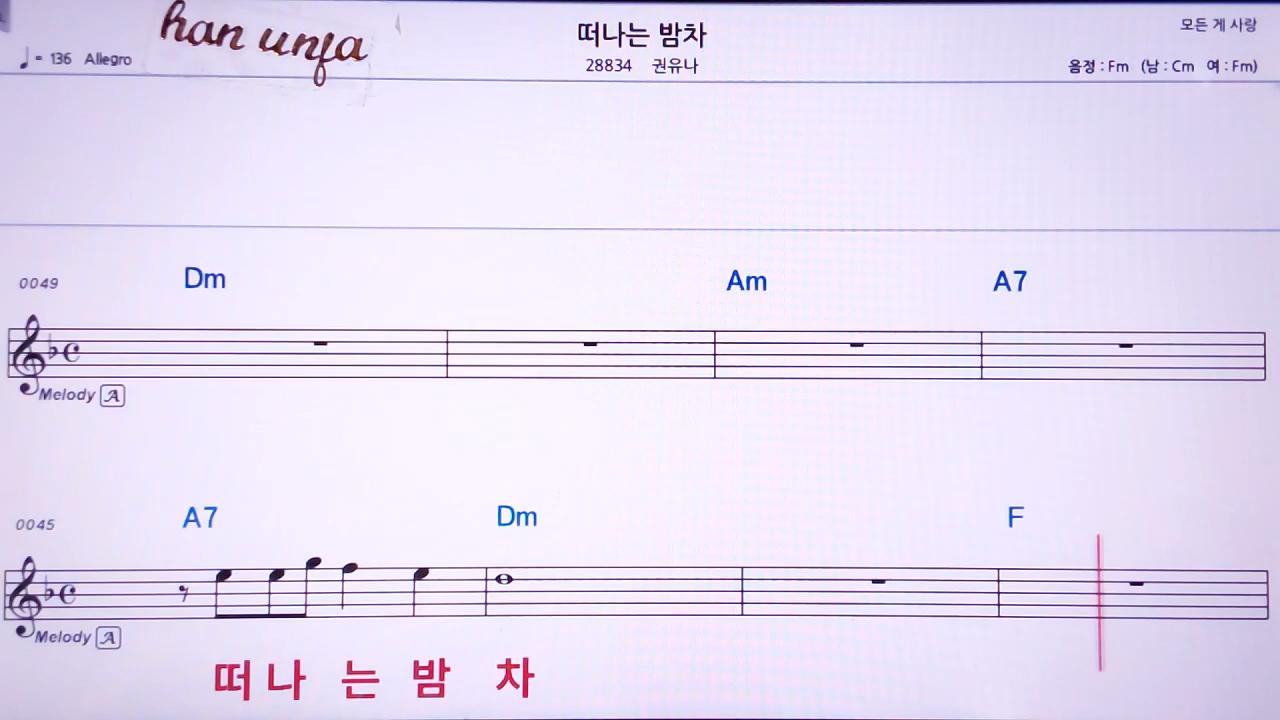 han unja
떠나는 밤차
모든 게 사랑
♩ = 136 Allegro
28834 권유나
음정 : Fm (남 : Cm 여 : Fm)
0049 Dm Am A7
Melody A
0045 A7 Dm F
Melody A
떠나 는 밤 차